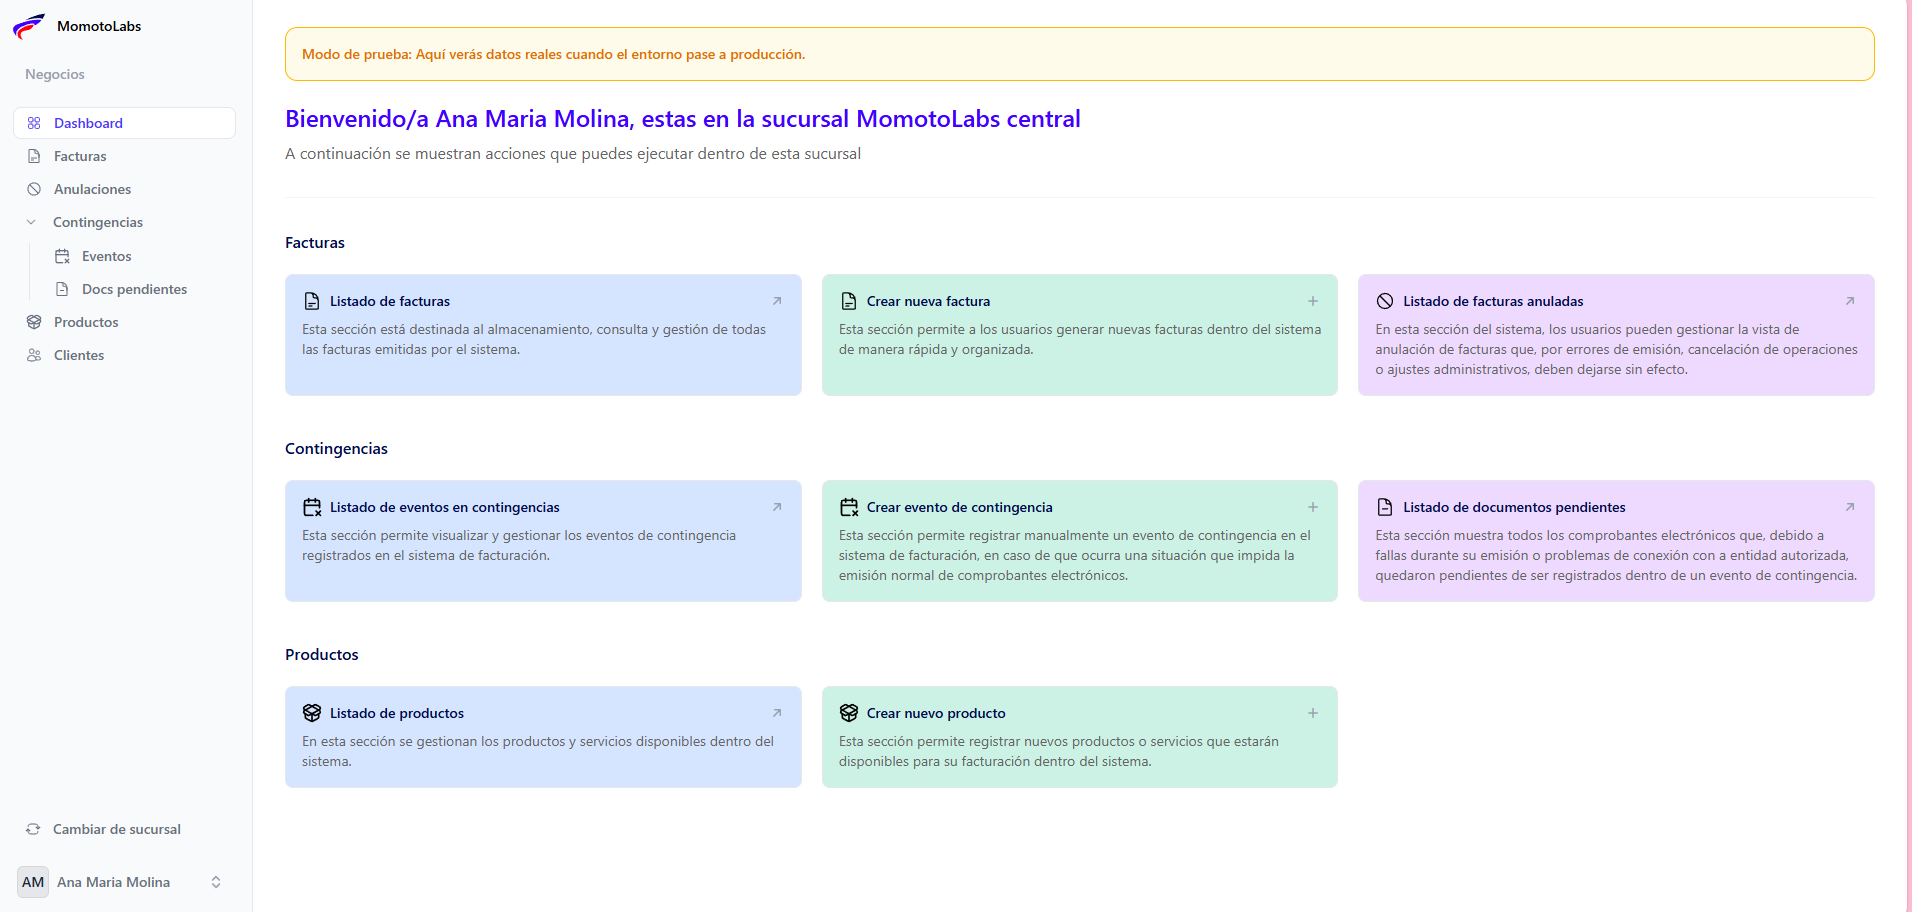 MomotoLabs
Negocios
Dashboard
Facturas
Anulaciones
Contingencias
Eventos
Docs pendientes
Productos
Clientes
Cambiar de sucursal
AM Ana Maria Molina
Modo de prueba: Aquí verás datos reales cuando el entorno pase a producción.
Bienvenido/a Ana Maria Molina, estas en la sucursal MomotoLabs central
A continuación se muestran acciones que puedes ejecutar dentro de esta sucursal
Facturas
Listado de facturas
Esta sección está destinada al almacenamiento, consulta y gestión de todas
las facturas emitidas por el sistema.
Crear nueva factura
Esta sección permite a los usuarios generar nuevas facturas dentro del sistema
de manera rápida y organizada.
Listado de facturas anuladas
En esta sección del sistema, los usuarios pueden gestionar la vista de
anulación de facturas que, por errores de emisión, cancelación de operaciones
o ajustes administrativos, deben dejarse sin efecto.
Contingencias
Listado de eventos en contingencias
Esta sección permite visualizar y gestionar los eventos de contingencia
registrados en el sistema de facturación.
Crear evento de contingencia
Esta sección permite registrar manualmente un evento de contingencia en el
sistema de facturación, en caso de que ocurra una situación que impida la
emisión normal de comprobantes electrónicos.
Listado de documentos pendientes
Esta sección muestra todos los comprobantes electrónicos que, debido a
fallas durante su emisión o problemas de conexión con a entidad autorizada,
quedaron pendientes de ser registrados dentro de un evento de contingencia.
Productos
Listado de productos
En esta sección se gestionan los productos y servicios disponibles dentro del
sistema.
Crear nuevo producto
Esta sección permite registrar nuevos productos o servicios que estarán
disponibles para su facturación dentro del sistema.